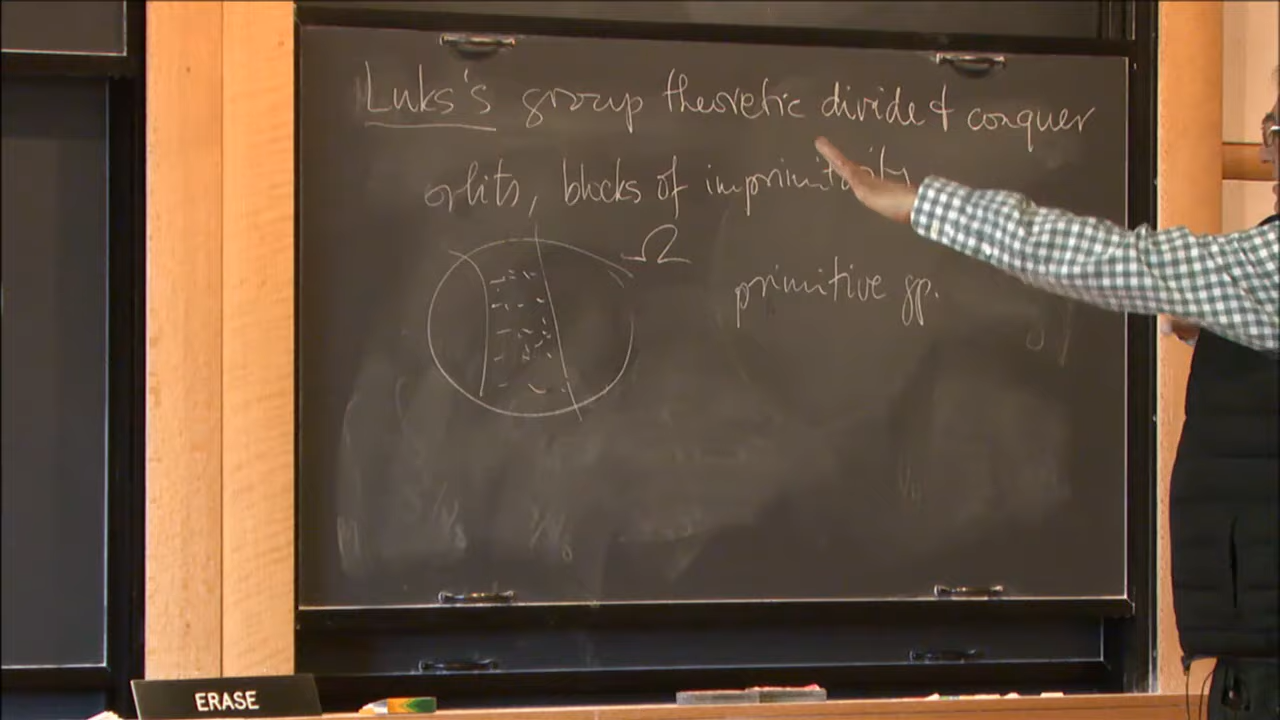 Luks's group theoretic divide & conquer
orbits, blocks of imprimitivity
Ω
primitive gp.
ERASE